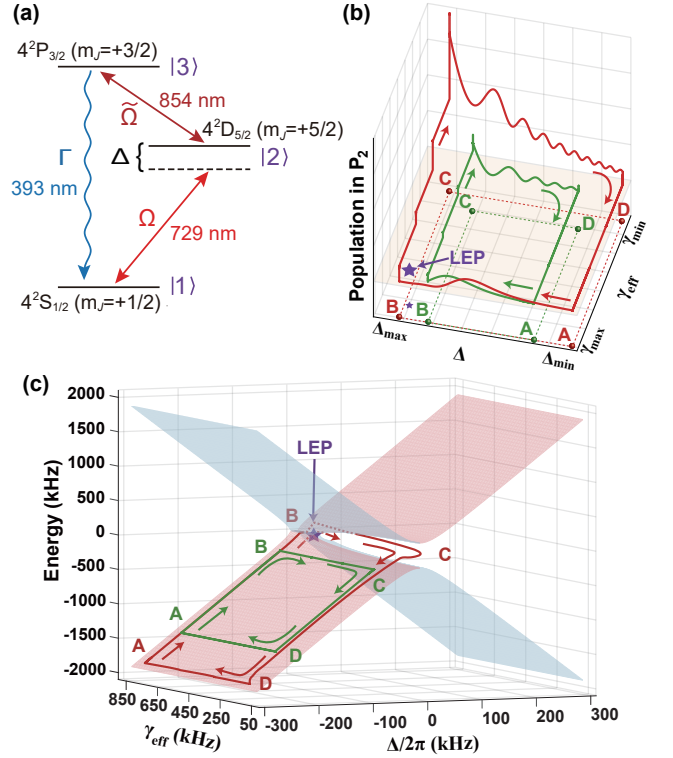 (a)
4²P₃/₂ (m_J=+3/2)
|3⟩
854 nm
Ω̃
4²D₅/₂ (m_J=+5/2)
Γ
Δ {
|2⟩
393 nm
Ω
729 nm
|1⟩
4²S₁/₂ (m_J=+1/2)
(b)
Population in P₂
C
C
D
D
LEP
B
B
A
A
Δmax
Δ
Δmin
γmax
γeff
γmin
(c)
Energy (kHz)
2000
1500
1000
500
0
-500
-1000
-1500
-2000
LEP
B
B
C
C
A
A
D
D
850
650
450
250
50
γeff (kHz)
-300
-200
-100
0
100
200
300
Δ/2π (kHz)